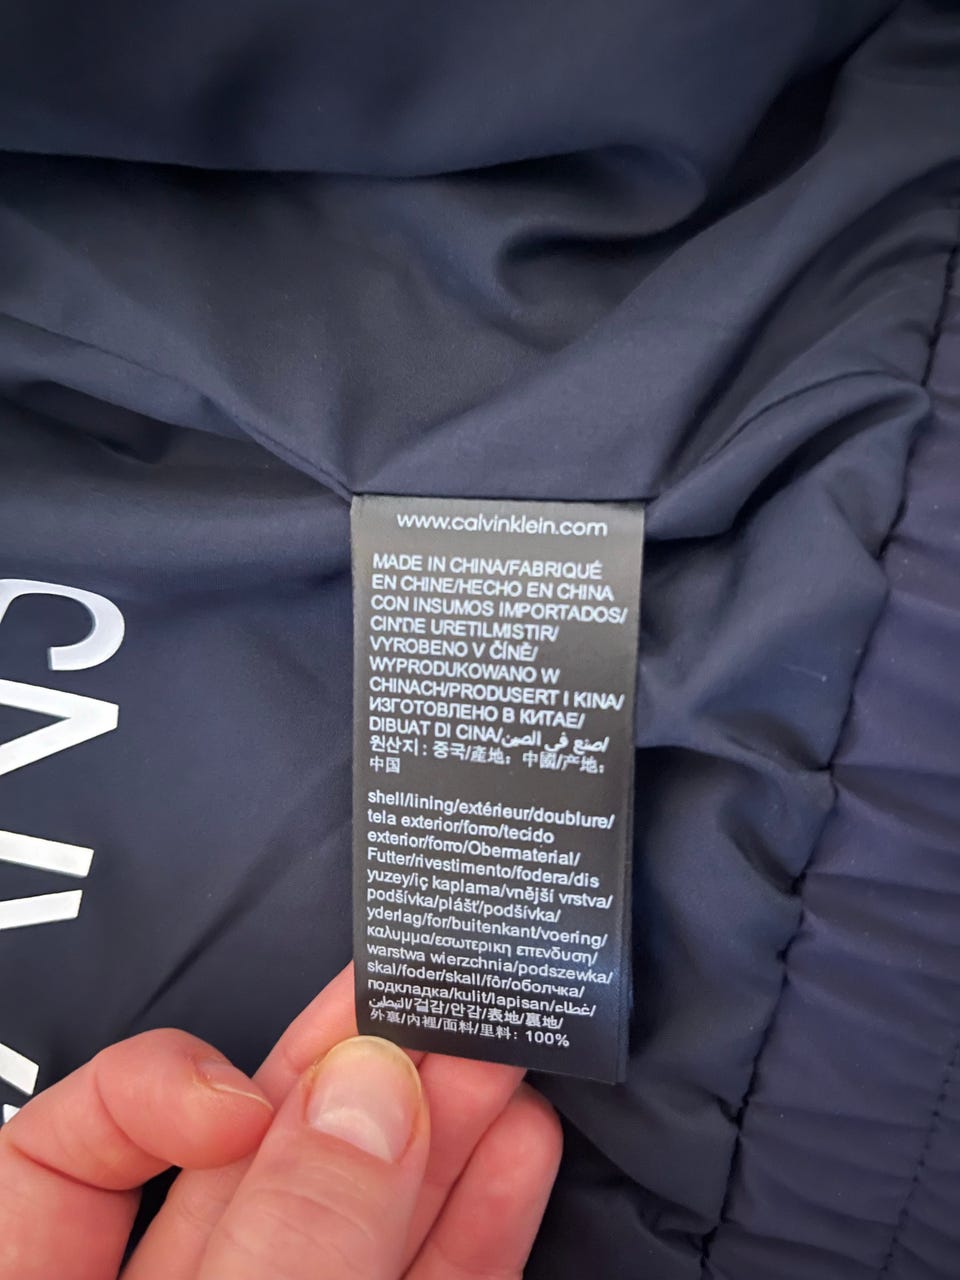 www.calvinklein.com
MADE IN CHINA/FABRIQUÉ
EN CHINE/HECHO EN CHINA
CON INSUMOS IMPORTADOS/
CIN'DE URETILMISTIR/
VYROBENO V ČÍNĚ/
WYPRODUKOWANO W
CHINACH/PRODUSERT I KINA/
ИЗГОТОВЛЕНО В КИТАЕ/
DIBUAT DI CINA/اصنع في الصين/
원산지: 중국/產地: 中國/产地:
中国
shell/lining/extérieur/doublure/
tela exterior/forro/tecido
exterior/forro/Obermaterial/
Futter/rivestimento/fodera/dis
yuzey/iç kaplama/vnější vrstva/
podšívka/plášť/podšívka/
yderlag/for/buitenkant/voering/
καλυμμα/εσωτερικη επενδυση/
warstwa wierzchnia/podszewka/
skal/foder/skall/fôr/оболчка/
подкладка/kulit/lapisan/غطاء/
التبطين/겉감/안감/表地/裏地/
外裏/內裡/面料/里料: 100%